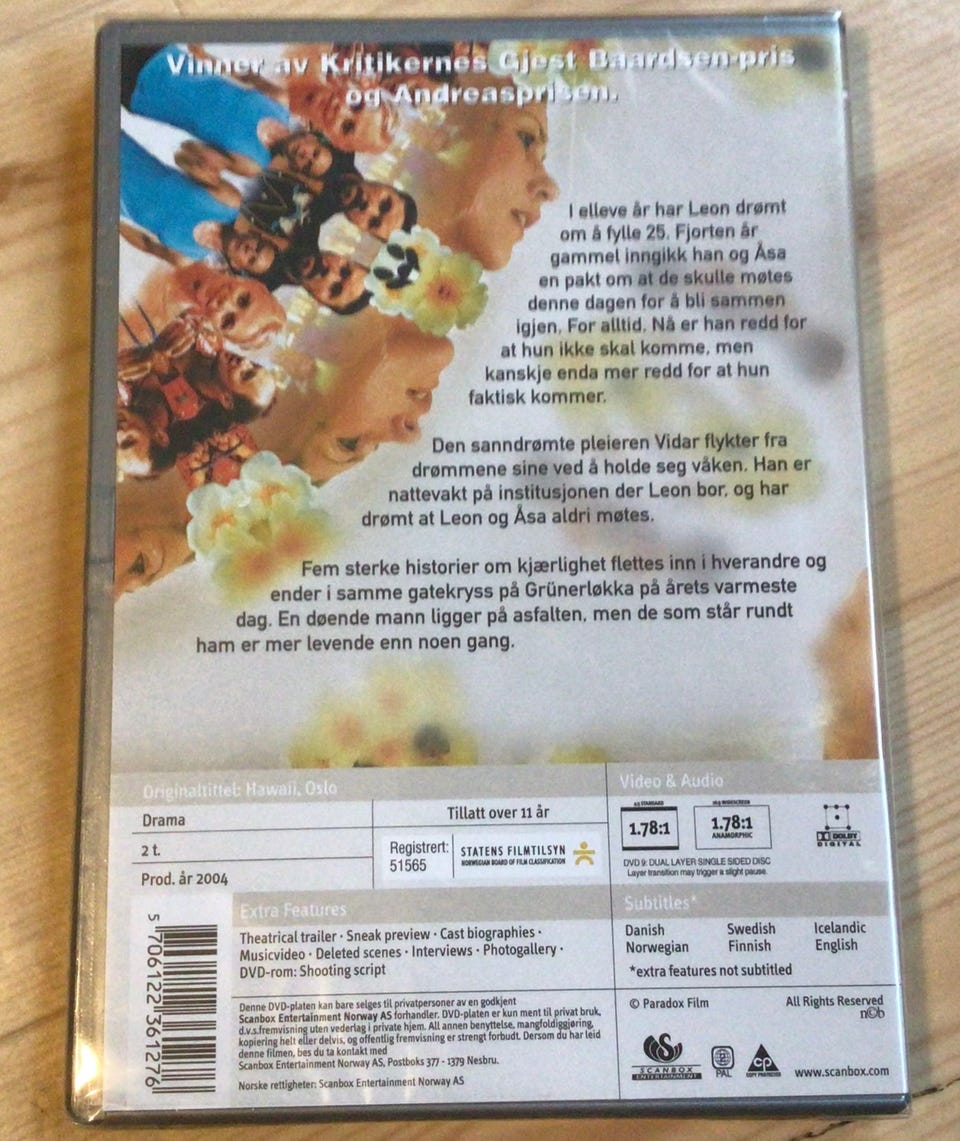 Vinner av Kritikernes Gjest Baardsen-pris
og Andreasprisen.
I elleve år har Leon drømt
om å fylle 25. Fjorten år
gammel inngikk han og Åsa
en pakt om at de skulle møtes
denne dagen for å bli sammen
igjen. For alltid. Nå er han redd for
at hun ikke skal komme, men
kanskje enda mer redd for at hun
faktisk kommer.
Den sanndrømte pleieren Vidar flykter fra
drømmene sine ved å holde seg våken. Han er
nattevakt på institusjonen der Leon bor, og har
drømt at Leon og Åsa aldri møtes.
Fem sterke historier om kjærlighet flettes inn i hverandre og
ender i samme gatekryss på Grünerløkka på årets varmeste
dag. En døende mann ligger på asfalten, men de som står rundt
ham er mer levende enn noen gang.
Originaltittel: Hawaii, Oslo
Drama
2 t.
Prod. år 2004
Tillatt over 11 år
Registrert:
51565
STATENS FILMTILSYN
NORWEGIAN BOARD OF FILM CLASSIFICATION
Video & Audio
4:3 STANDARD
1.78:1
16:9 WIDESCREEN
1.78:1
ANAMORPHIC
DOLBY
DIGITAL
DVD 9: DUAL LAYER SINGLE SIDED DISC
Layer transition may trigger a slight pause.
Extra Features
Theatrical trailer · Sneak preview · Cast biographies ·
Musicvideo · Deleted scenes · Interviews · Photogallery ·
DVD-rom: Shooting script
Subtitles*
Danish Swedish Icelandic
Norwegian Finnish English
*extra features not subtitled
5 706122 361276
Denne DVD-platen kan bare selges til privatpersoner av en godkjent
Scanbox Entertainment Norway AS forhandler. DVD-platen er kun ment til privat bruk,
d.v.s.fremvisning uten vederlag i private hjem. All annen benyttelse, mangfoldiggjøring,
kopiering helt eller delvis, og offentlig fremvisning er strengt forbudt. Dersom du har leid
denne filmen, bes du ta kontakt med
Scanbox Entertainment Norway AS, Postboks 377 - 1379 Nesbru.
Norske rettigheter: Scanbox Entertainment Norway AS
© Paradox Film All Rights Reserved
n©b
SCANBOX
ENTERTAINMENT
2
PAL
cp
COPY PROTECTED
www.scanbox.com